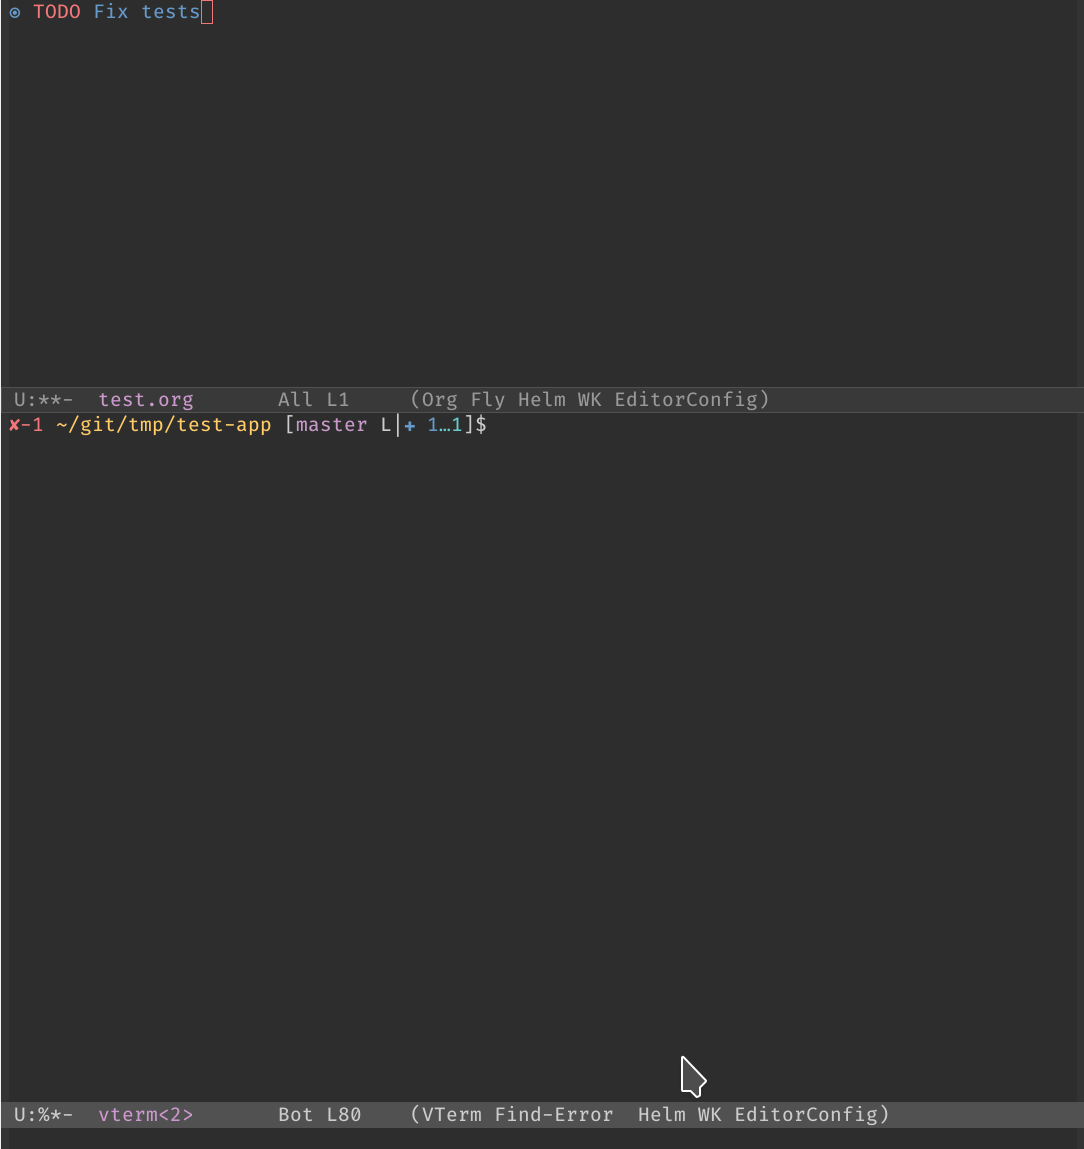 ⊙ TODO Fix tests
U:**-  test.org       All L1     (Org Fly Helm WK EditorConfig)
✘-1 ~/git/tmp/test-app [master L|✚ 1…1]$
U:%*-  vterm<2>       Bot L80    (VTerm Find-Error  Helm WK EditorConfig)